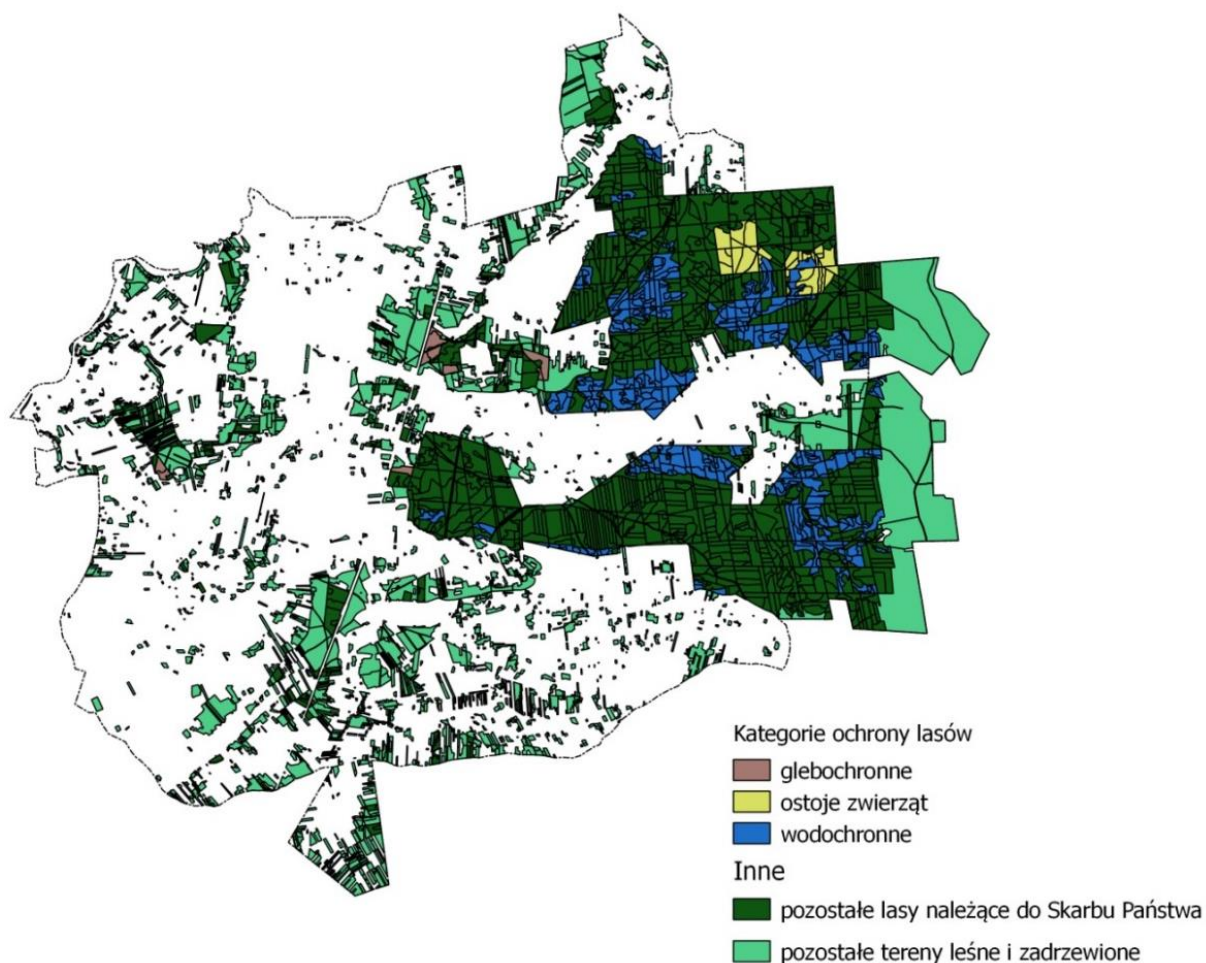 Kategorie ochrony lasów
glebochronne
ostoje zwierząt
wodochronne
Inne
pozostałe lasy należące do Skarbu Państwa
pozostałe tereny leśne i zadrzewione